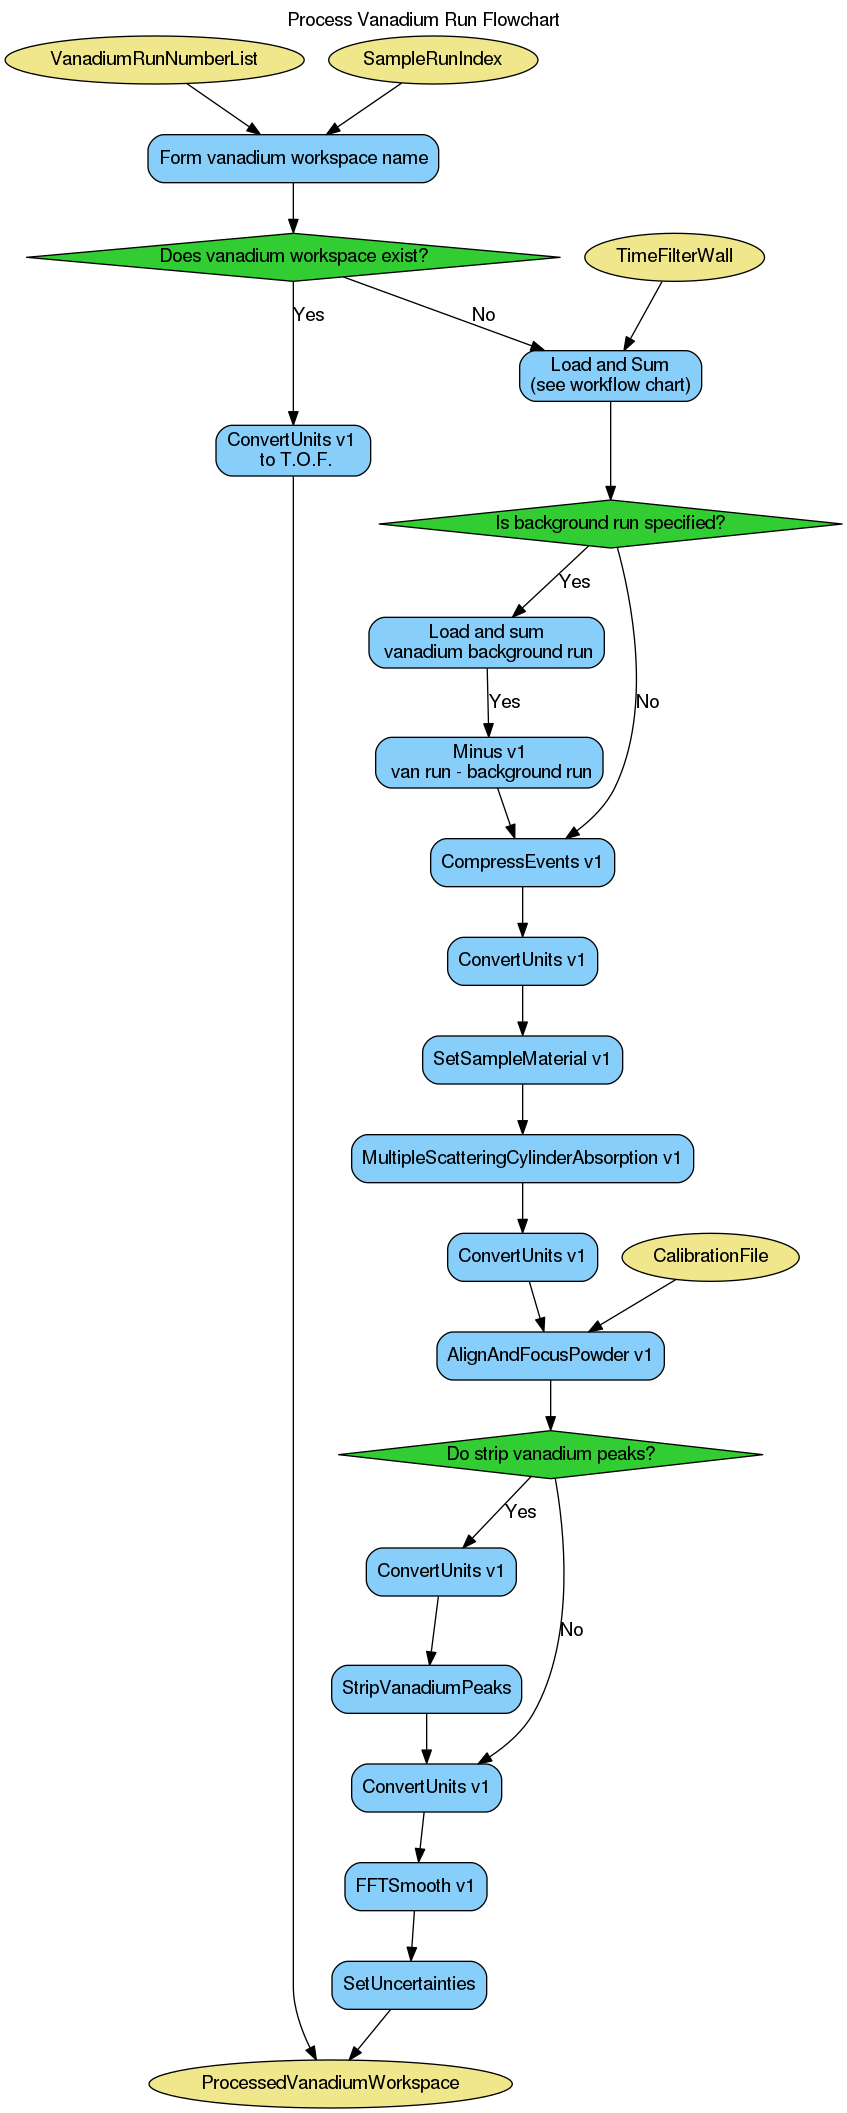 Process Vanadium Run Flowchart
VanadiumRunNumberList
SampleRunIndex
Form vanadium workspace name
Does vanadium workspace exist?
TimeFilterWall
Yes
No
Load and Sum
(see workflow chart)
ConvertUnits v1
to T.O.F.
Is background run specified?
Yes
Load and sum
vanadium background run
Yes
No
Minus v1
van run - background run
CompressEvents v1
ConvertUnits v1
SetSampleMaterial v1
MultipleScatteringCylinderAbsorption v1
ConvertUnits v1
CalibrationFile
AlignAndFocusPowder v1
Do strip vanadium peaks?
Yes
ConvertUnits v1
No
StripVanadiumPeaks
ConvertUnits v1
FFTSmooth v1
SetUncertainties
ProcessedVanadiumWorkspace